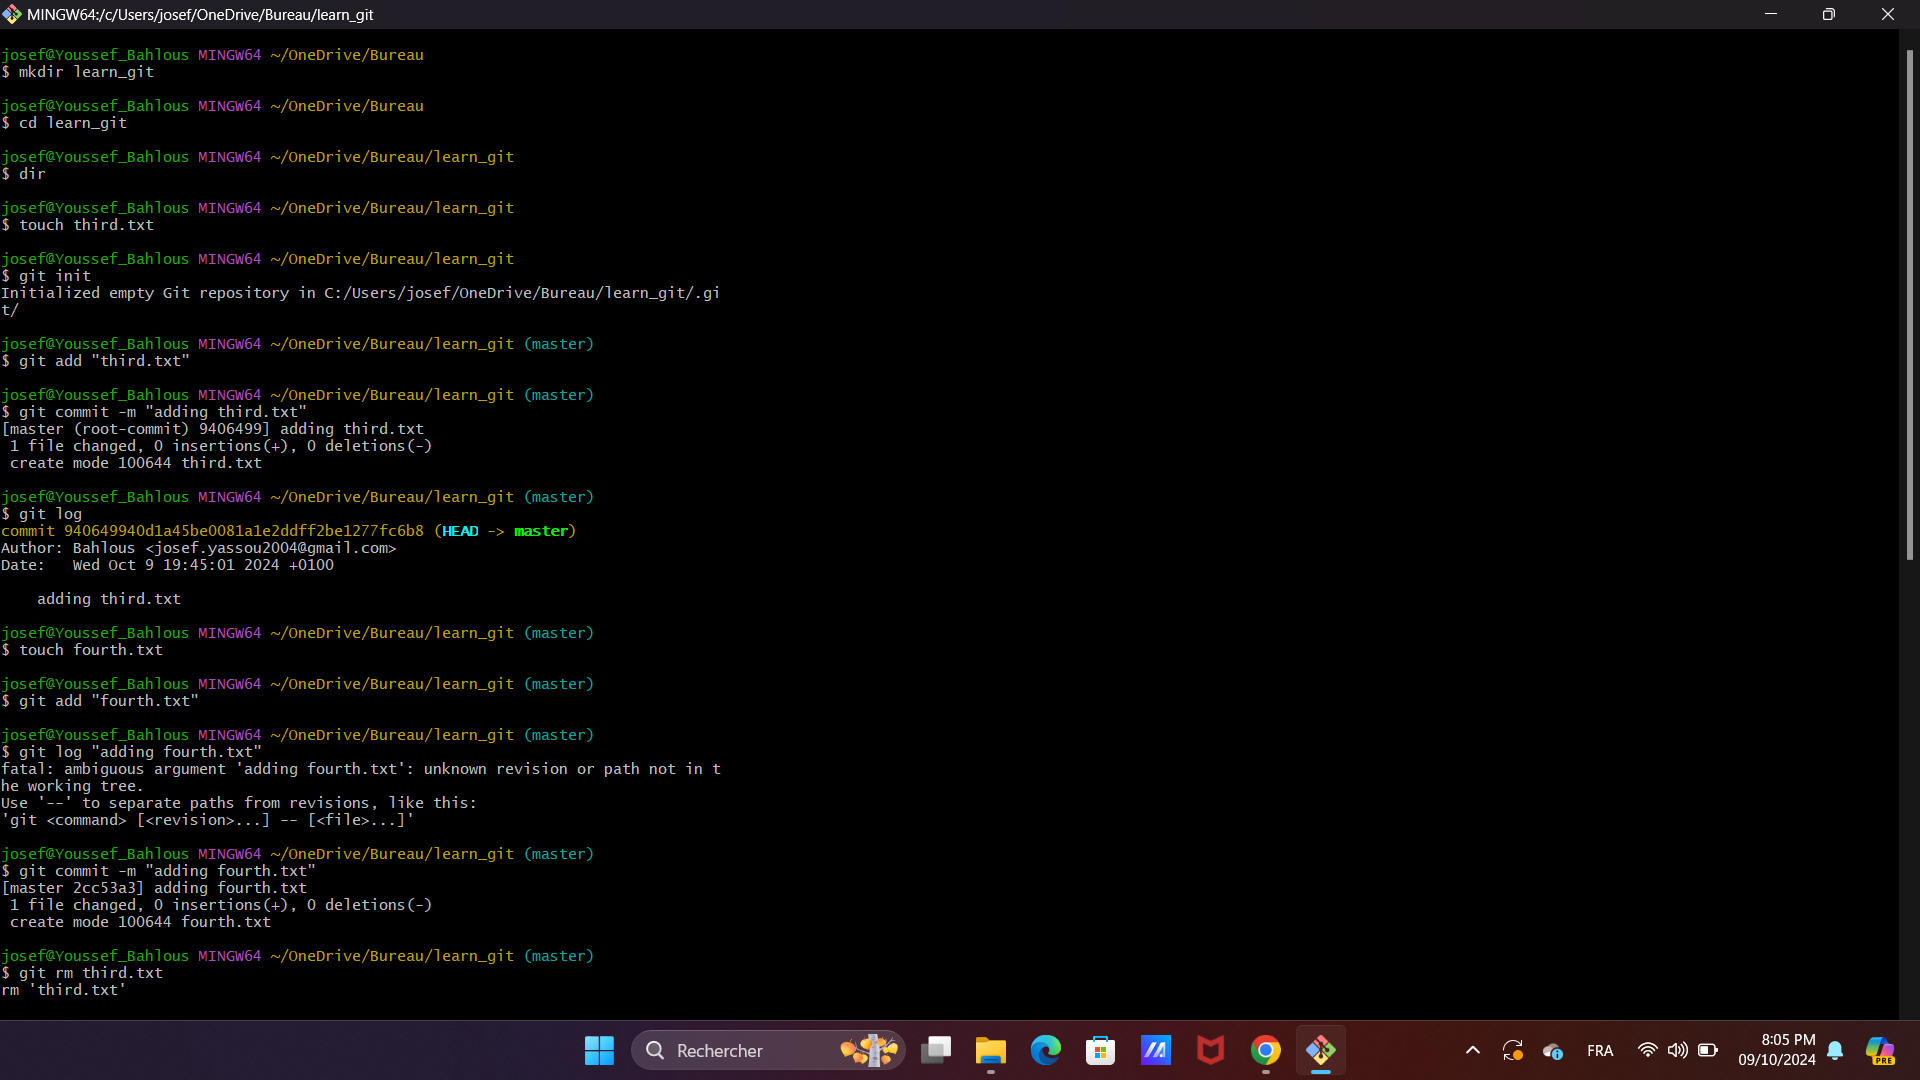 MINGW64:/c/Users/josef/OneDrive/Bureau/learn_git
josef@Youssef_Bahlous MINGW64 ~/OneDrive/Bureau
$ mkdir learn_git
josef@Youssef_Bahlous MINGW64 ~/OneDrive/Bureau
$ cd learn_git
josef@Youssef_Bahlous MINGW64 ~/OneDrive/Bureau/learn_git
$ dir
josef@Youssef_Bahlous MINGW64 ~/OneDrive/Bureau/learn_git
$ touch third.txt
josef@Youssef_Bahlous MINGW64 ~/OneDrive/Bureau/learn_git
$ git init
Initialized empty Git repository in C:/Users/josef/OneDrive/Bureau/learn_git/.gi
t/
josef@Youssef_Bahlous MINGW64 ~/OneDrive/Bureau/learn_git (master)
$ git add "third.txt"
josef@Youssef_Bahlous MINGW64 ~/OneDrive/Bureau/learn_git (master)
$ git commit -m "adding third.txt"
[master (root-commit) 9406499] adding third.txt
 1 file changed, 0 insertions(+), 0 deletions(-)
 create mode 100644 third.txt
josef@Youssef_Bahlous MINGW64 ~/OneDrive/Bureau/learn_git (master)
$ git log
commit 940649940d1a45be0081a1e2ddff2be1277fc6b8 (HEAD -> master)
Author: Bahlous <josef.yassou2004@gmail.com>
Date:   Wed Oct 9 19:45:01 2024 +0100
    adding third.txt
josef@Youssef_Bahlous MINGW64 ~/OneDrive/Bureau/learn_git (master)
$ touch fourth.txt
josef@Youssef_Bahlous MINGW64 ~/OneDrive/Bureau/learn_git (master)
$ git add "fourth.txt"
josef@Youssef_Bahlous MINGW64 ~/OneDrive/Bureau/learn_git (master)
$ git log "adding fourth.txt"
fatal: ambiguous argument 'adding fourth.txt': unknown revision or path not in t
he working tree.
Use '--' to separate paths from revisions, like this:
'git <command> [<revision>...] -- [<file>...]'
josef@Youssef_Bahlous MINGW64 ~/OneDrive/Bureau/learn_git (master)
$ git commit -m "adding fourth.txt"
[master 2cc53a3] adding fourth.txt
 1 file changed, 0 insertions(+), 0 deletions(-)
 create mode 100644 fourth.txt
josef@Youssef_Bahlous MINGW64 ~/OneDrive/Bureau/learn_git (master)
$ git rm third.txt
rm 'third.txt'
Rechercher
FRA
8:05 PM
09/10/2024
PRE